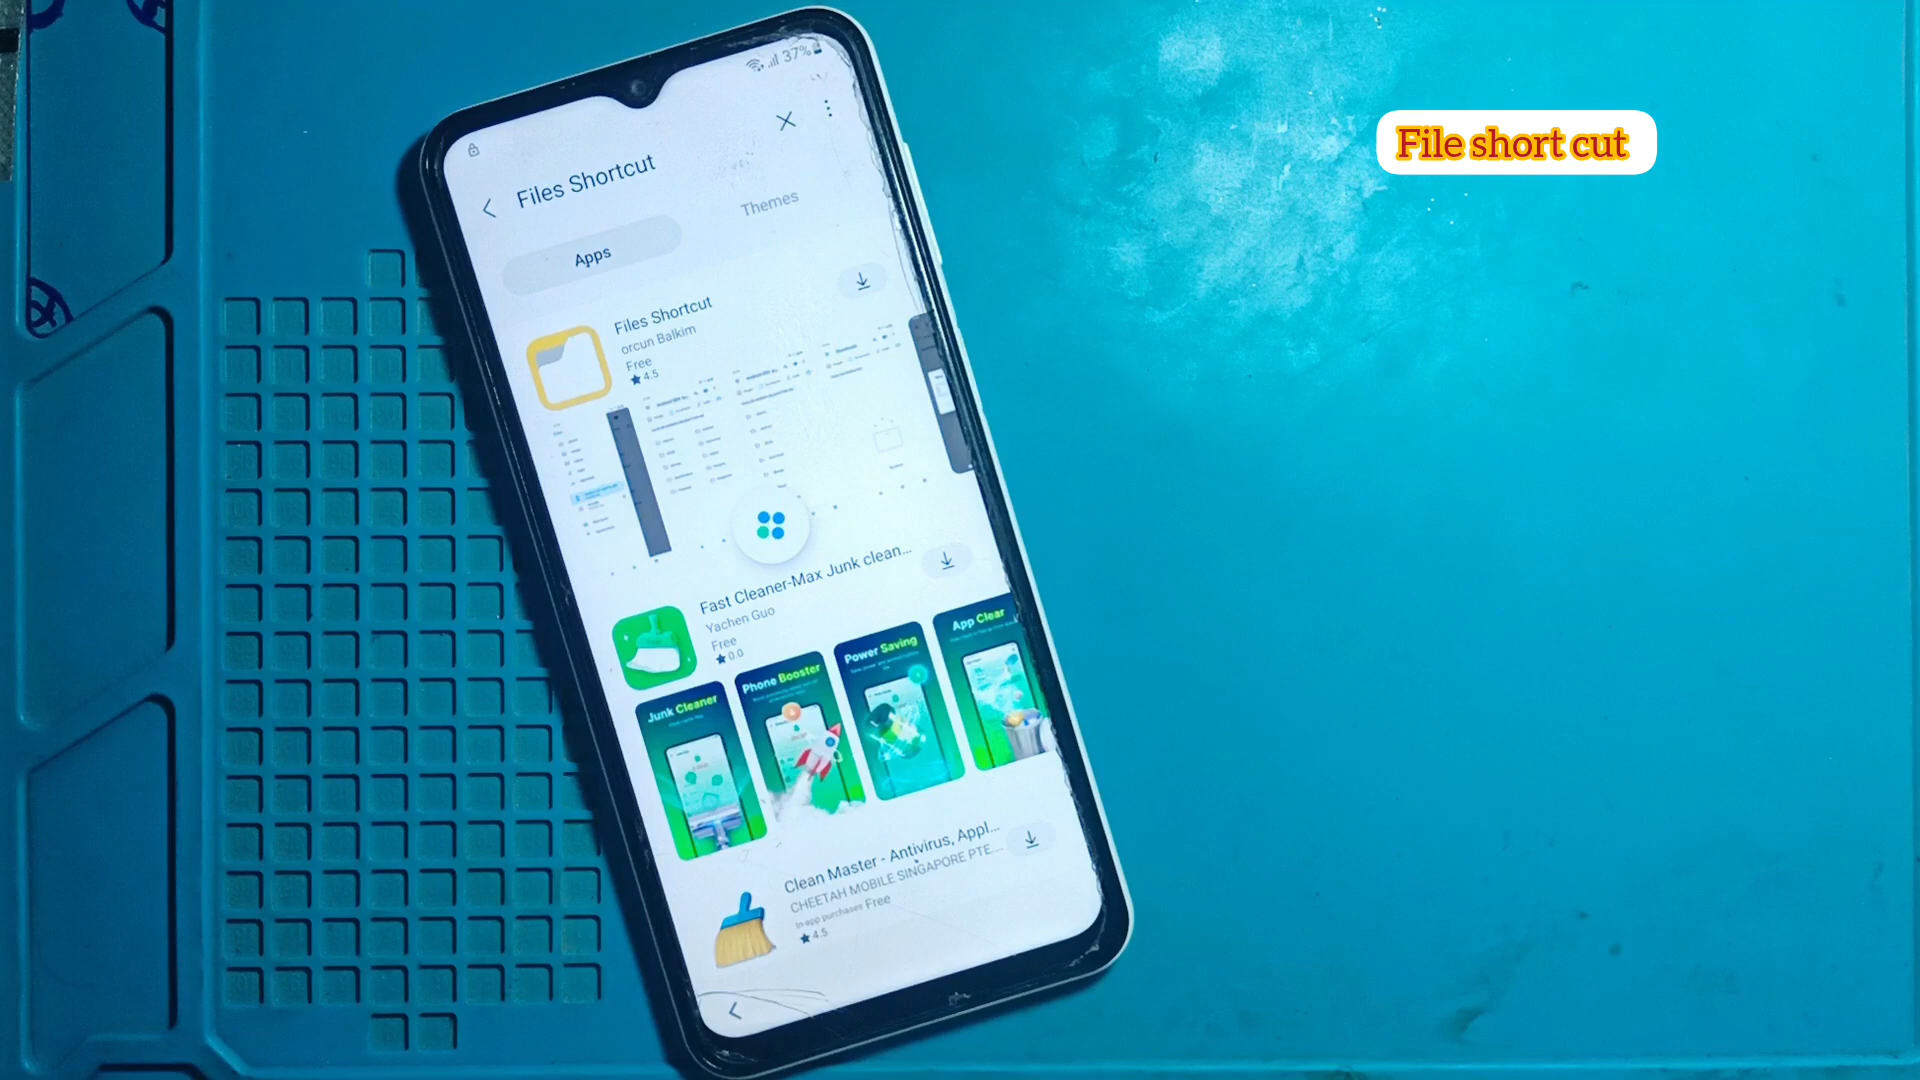 File short cut
37%
Files Shortcut
Apps
Themes
Files Shortcut
orcun Balkim
Free
★ 4.5
Fast Cleaner-Max Junk clean...
Yachen Guo
Free
★ 0.0
Junk Cleaner
Phone Booster
Power Saving
App Clear
Clean Master - Antivirus, Appl...
CHEETAH MOBILE SINGAPORE PTE....
In-app purchases Free
★ 4.5